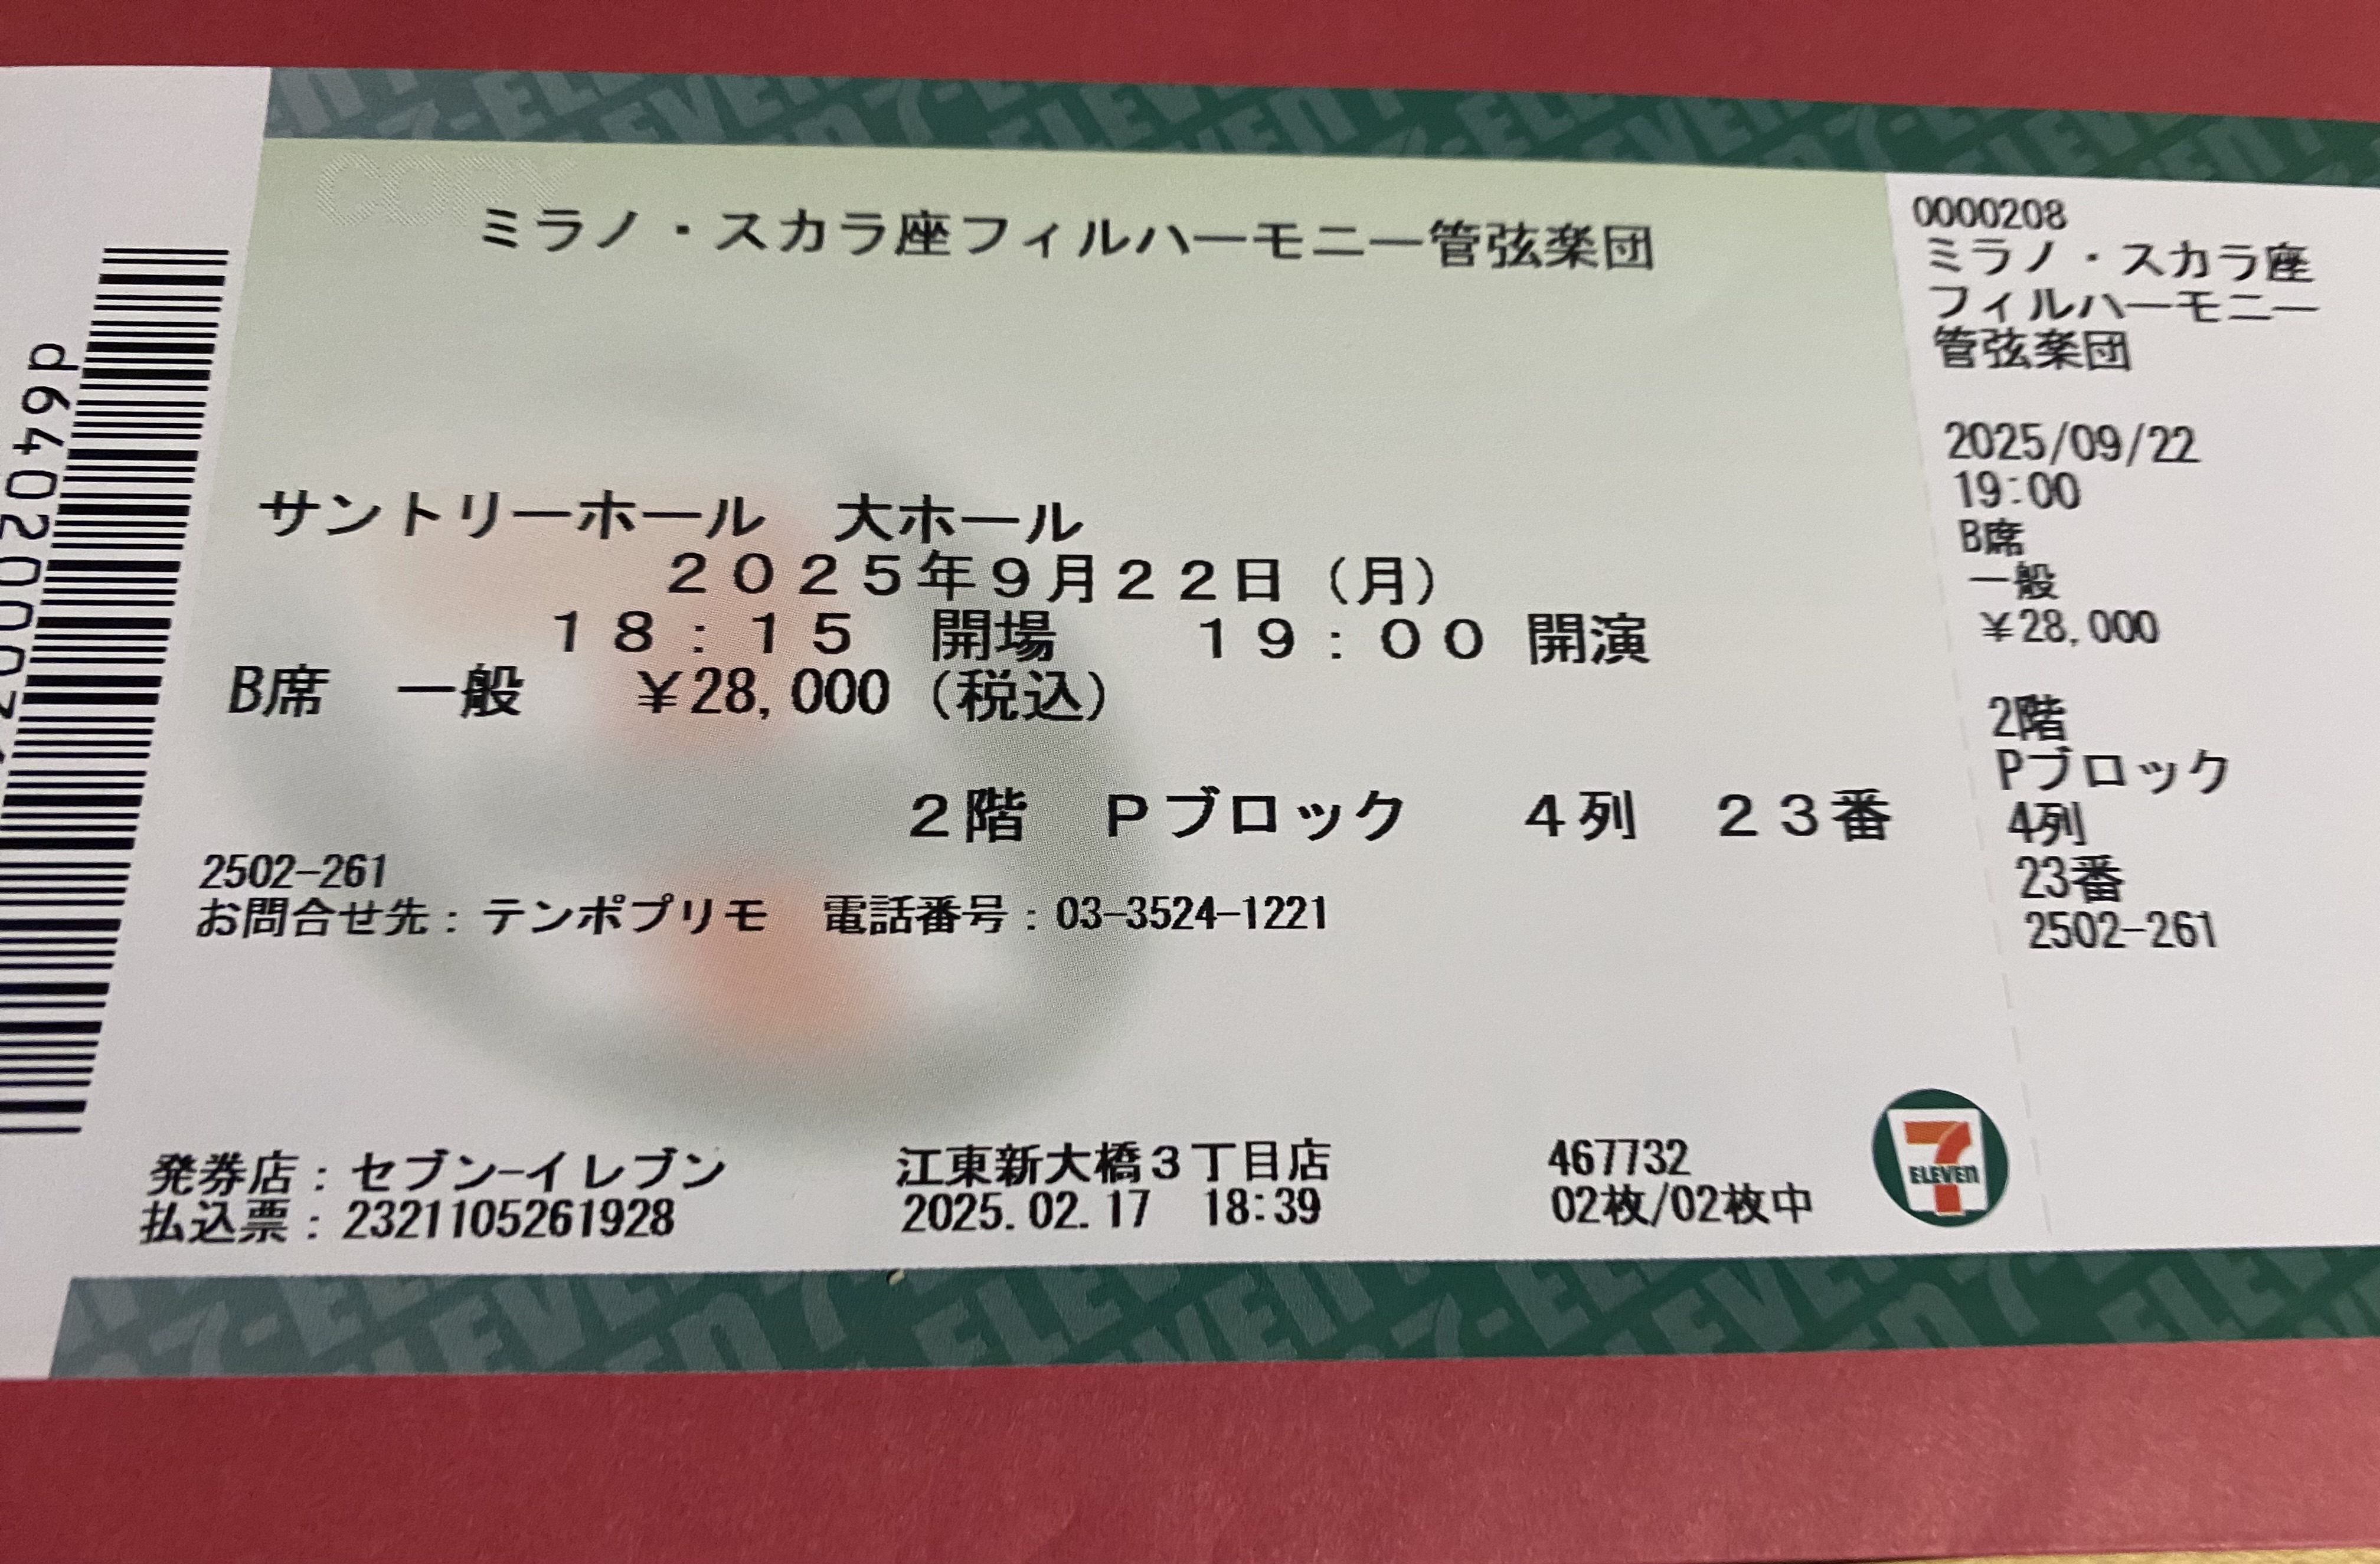 COPY
ミラノ・スカラ座フィルハーモニー管弦楽団
サントリーホール　大ホール
２０２５年９月２２日（月）
１８：１５　開場　　１９：００　開演
B席　一般　¥28,000（税込）
２階　Ｐブロック　４列　２３番
2502-261
お問合せ先：テンポプリモ　電話番号：03-3524-1221
発券店：セブン-イレブン　江東新大橋３丁目店　467732
払込票：2321105261928　2025.02.17　18:39　02枚/02枚中
7
ELEVEn
0000208
ミラノ・スカラ座
フィルハーモニー
管弦楽団
2025/09/22
19:00
B席
一般
¥28,000
2階
Pブロック
4列
23番
2502-261